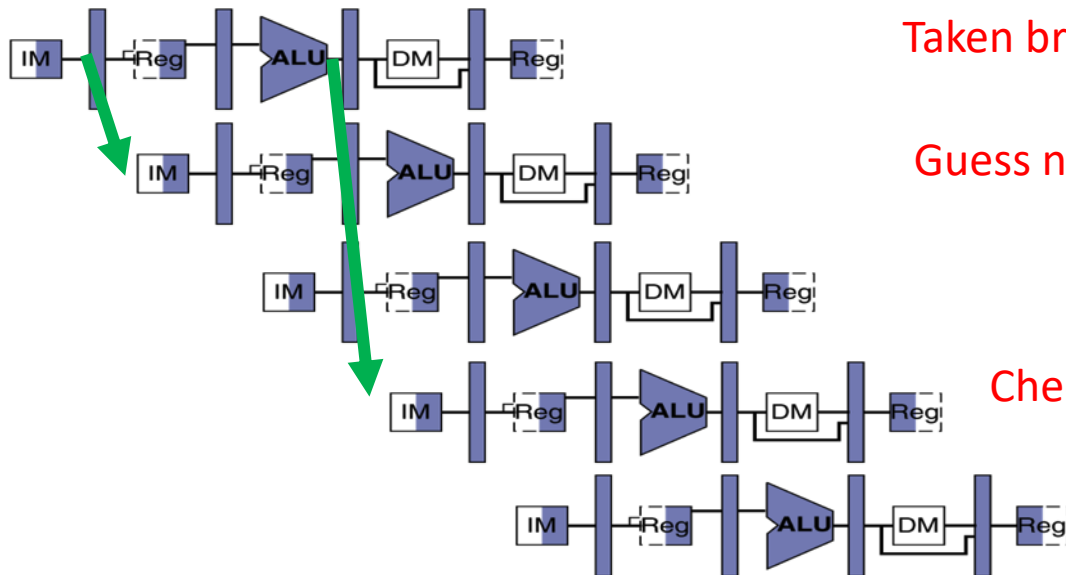 IM Reg ALU DM Reg Taken br
IM Reg ALU DM Reg Guess n
IM Reg ALU DM Reg
IM Reg ALU DM Reg Che
IM Reg ALU DM Reg